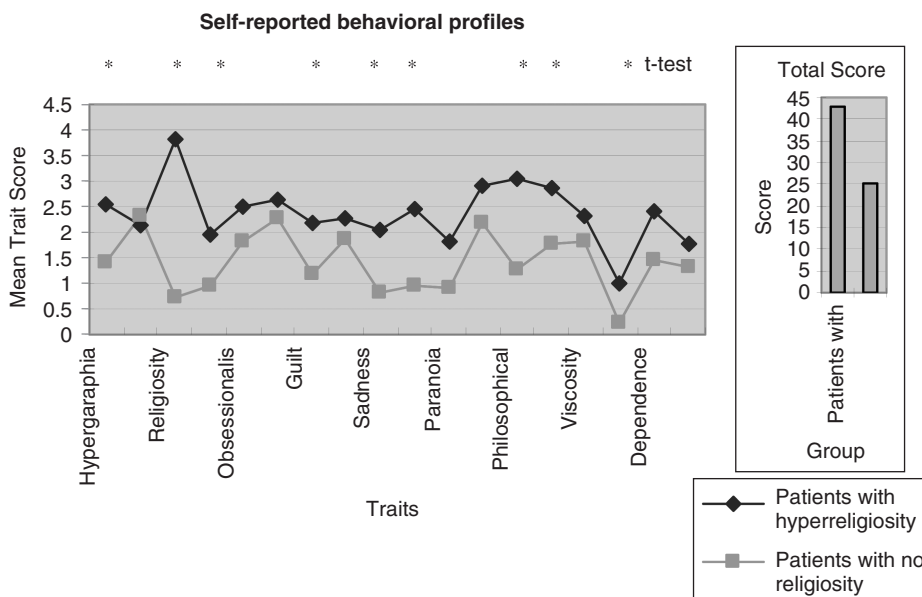 Self-reported behavioral profiles
* * * * * * * * * t-test
4.5
4
3.5
3
2.5
2
1.5
1
0.5
0
Mean Trait Score
Hypergaraphia
Religiosity
Obsessionalis
Guilt
Sadness
Paranoia
Philosophical
Viscosity
Dependence
Traits
Total Score
45
40
35
30
25
20
15
10
5
0
Score
Patients with
Group
Patients with
hyperreligiosity
Patients with no
religiosity